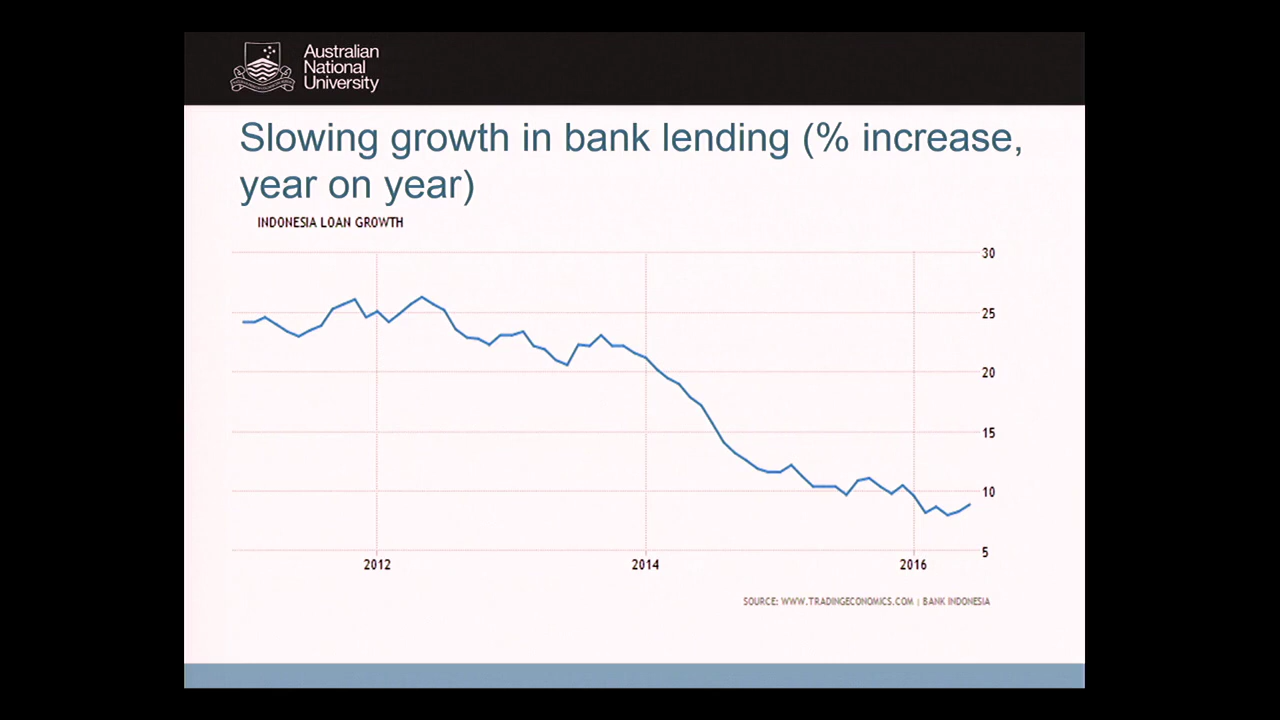 Australian
National
University
Slowing growth in bank lending (% increase,
year on year)
INDONESIA LOAN GROWTH
30
25
20
15
10
5
2012 2014 2016
SOURCE: WWW.TRADINGECONOMICS.COM | BANK INDONESIA